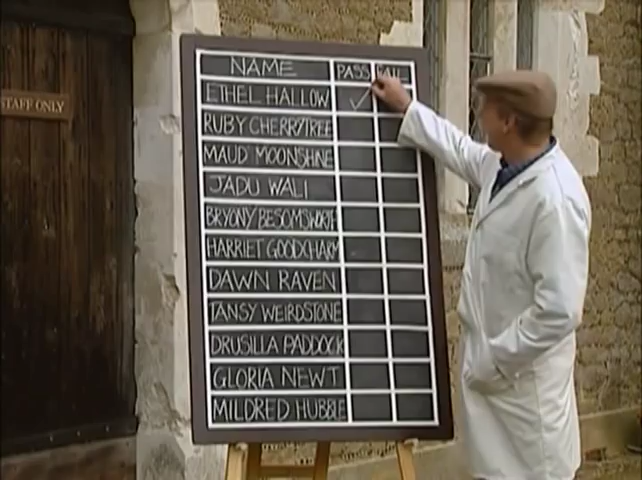 STAFF ONLY
NAME PASS FAIL
ETHEL HALLOW ✓
RUBY CHERRYTREE
MAUD MOONSHINE
JADU WALI
BRYONY
HARRIET GOODCHARM
DAWN RAVEN
TANSY WEIRDSTONE
DRUSILLA PADDOCK
GLORIA NEWT
MILDRED HUBBLE